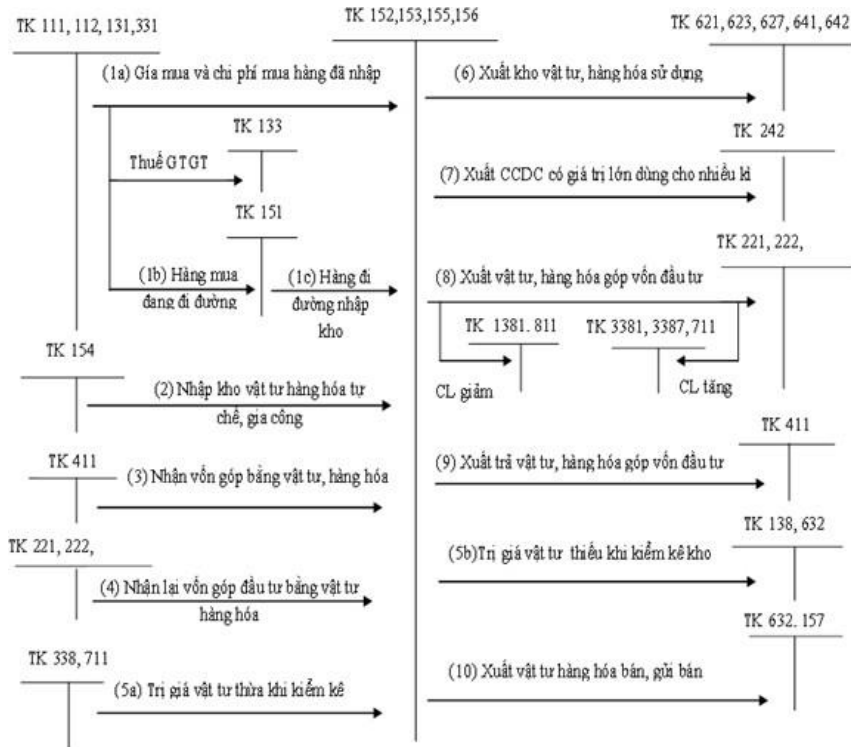 TK 111, 112, 131,331
TK 152,153,155,156
TK 621, 623, 627, 641, 642
(1a) Gía mua và chi phí mua hàng đã nhập
(6) Xuất kho vật tư, hàng hóa sử dụng
TK 133
TK 242
Thuế GTGT
(7) Xuất CCDC có giá trị lớn dùng cho nhiều kì
TK 151
TK 221, 222,
(1b) Hàng mua
đang đi đường
(1c) Hàng đi
đường nhập
kho
(8) Xuất vật tư, hàng hóa góp vốn đầu tư
TK 1381. 811
TK 3381, 3387, 711
CL giảm
CL tăng
TK 154
(2) Nhập kho vật tư hàng hóa tự
chế, gia công
TK 411
TK 411
(3) Nhận vốn góp bằng vật tư, hàng hóa
(9) Xuất trả vật tư, hàng hóa góp vốn đầu tư
TK 138, 632
TK 221, 222,
(5b)Trị giá vật tư thiếu khi kiểm kê kho
(4) Nhận lại vốn góp đầu tư bằng vật tư
hàng hóa
TK 632. 157
TK 338, 711
(5a) Trị giá vật tư thừa khi kiểm kê
(10) Xuất vật tư hàng hóa bán, gửi bán